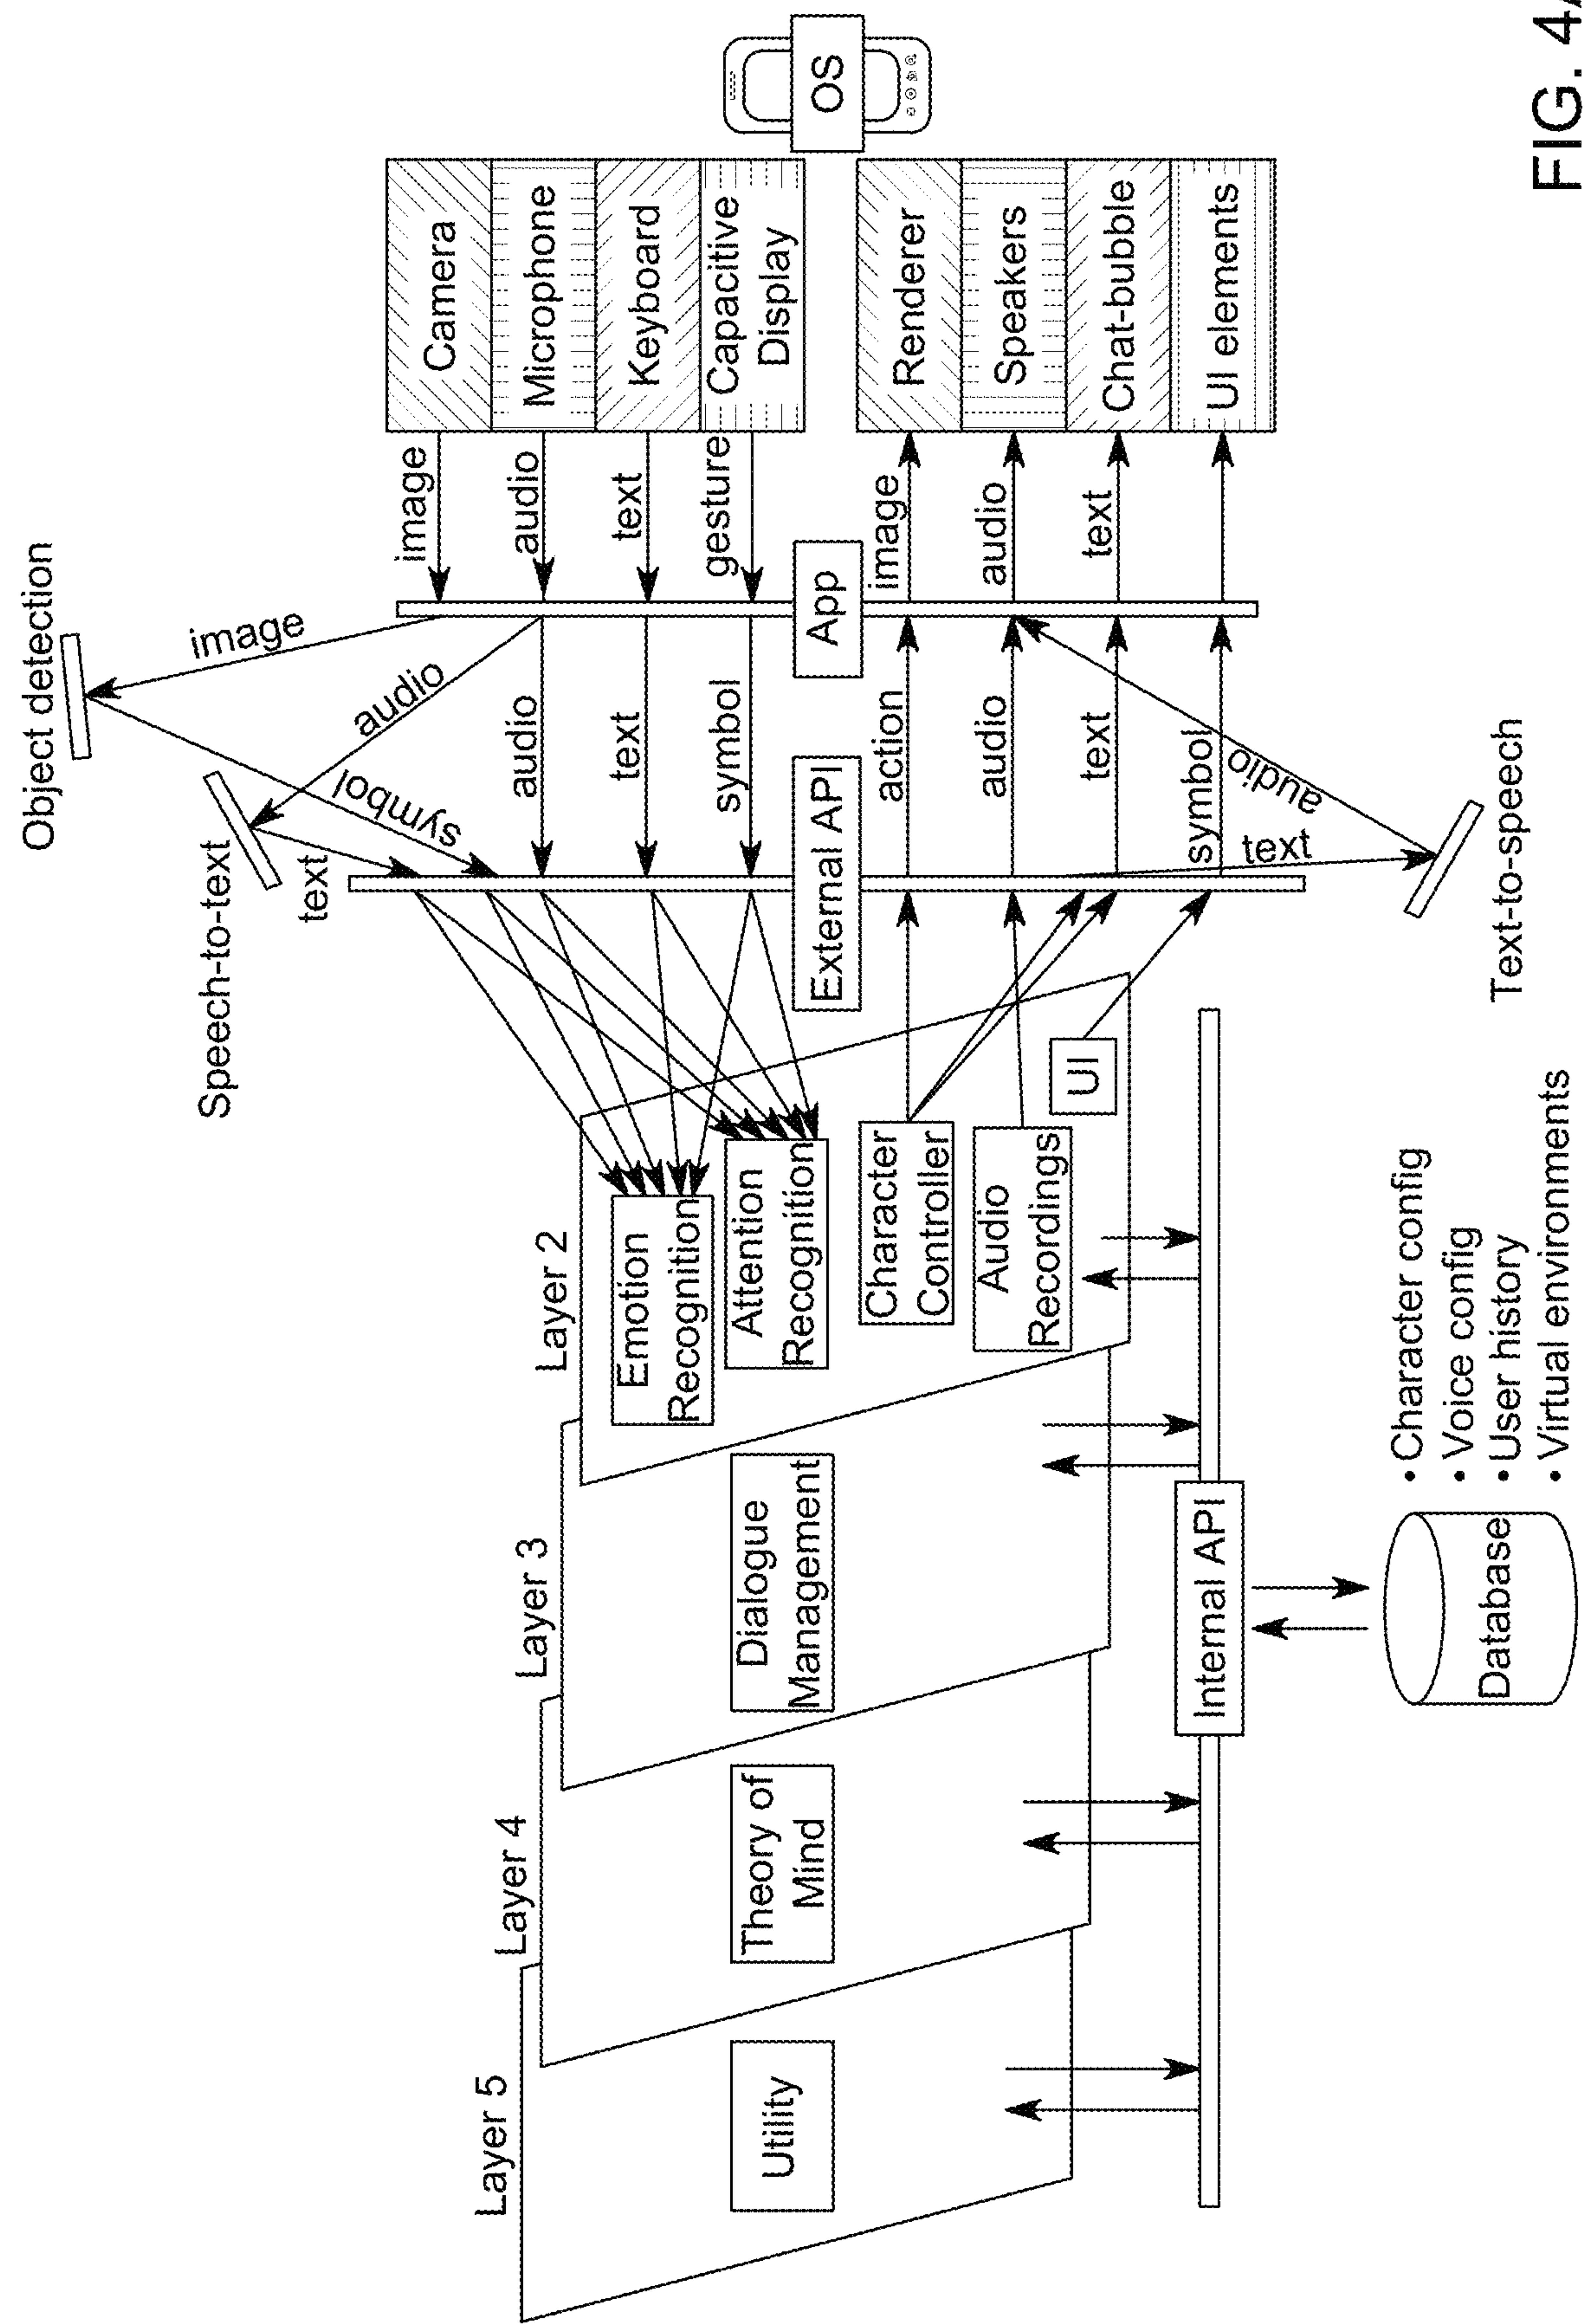 Object detection
Speech-to-text
image
audio
symbol
text
Layer 5
Layer 4
Layer 3
Layer 2
Utility
Theory of
Mind
Dialogue
Management
Emotion
Recognition
Attention
Recognition
Character
Controller
Audio
Recordings
UI
audio
text
symbol
External API
action
audio
text
symbol
text
audio
Text-to-speech
image
audio
text
gesture
App
image
audio
text
Camera
Microphone
Keyboard
Capacitive
Display
OS
Renderer
Speakers
Chat-bubble
UI elements
Internal API
Database
• Character config
• Voice config
• User history
• Virtual environments
FIG. 4A